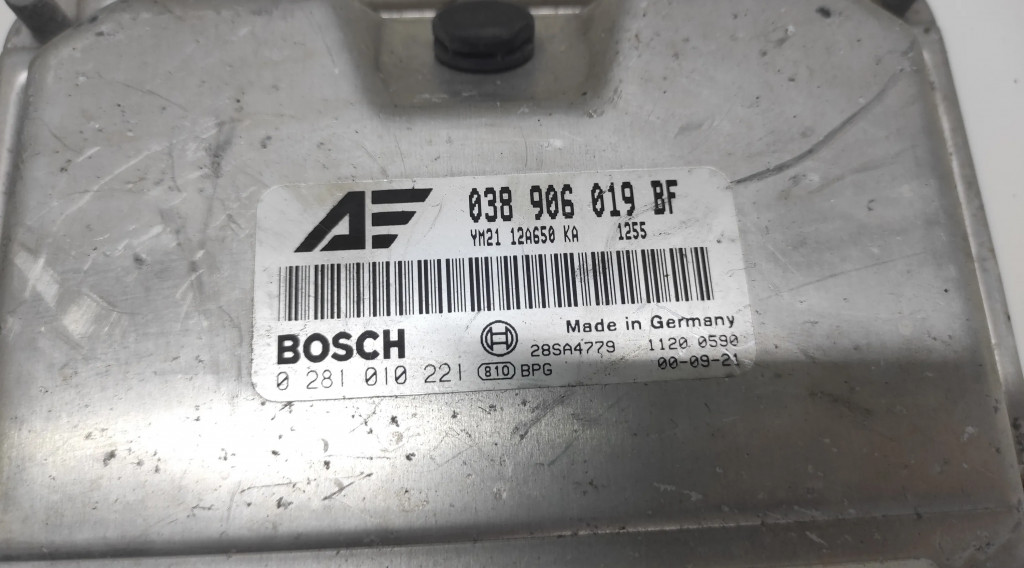 AE
038 906 019 BF
YM21 12A650 KA 1255
BOSCH
Made in Germany
28SA4779 1120 0590
0 281 010 221 810 BPG 00-09-21